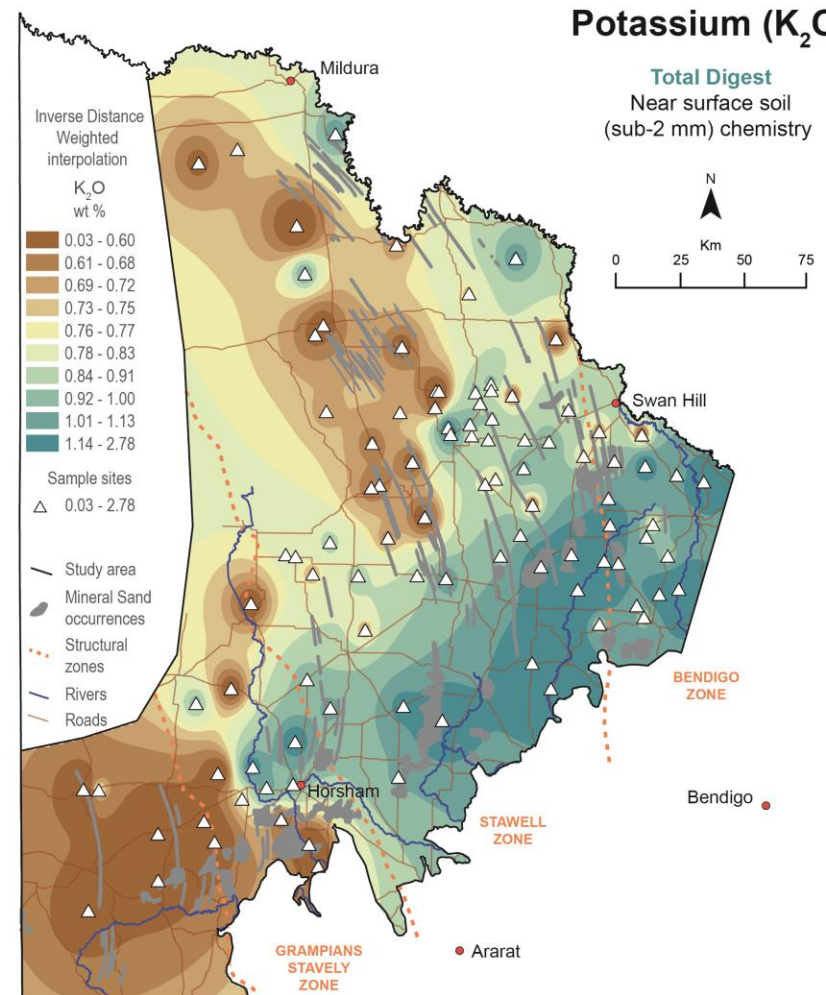 Potassium (K₂O
Total Digest
Near surface soil
(sub-2 mm) chemistry
N
0 25 75
Km
Mildura
Inverse Distance
Weighted
interpolation
K₂O
wt %
0.03 - 0.60
0.61 - 0.68
0.69 - 0.72
0.73 - 0.75
0.76 - 0.77
0.78 - 0.83
0.84 - 0.91
0.92 - 1.00
1.01 - 1.13
1.14 - 2.78
Sample sites
0.03 - 2.78
Study area
Mineral Sand
occurrences
Structural
zones
Rivers
Roads
Swan Hill
BENDIGO
ZONE
Bendigo
Horsham
STAWELL
ZONE
GRAMPIANS
STAVELY
ZONE
Ararat